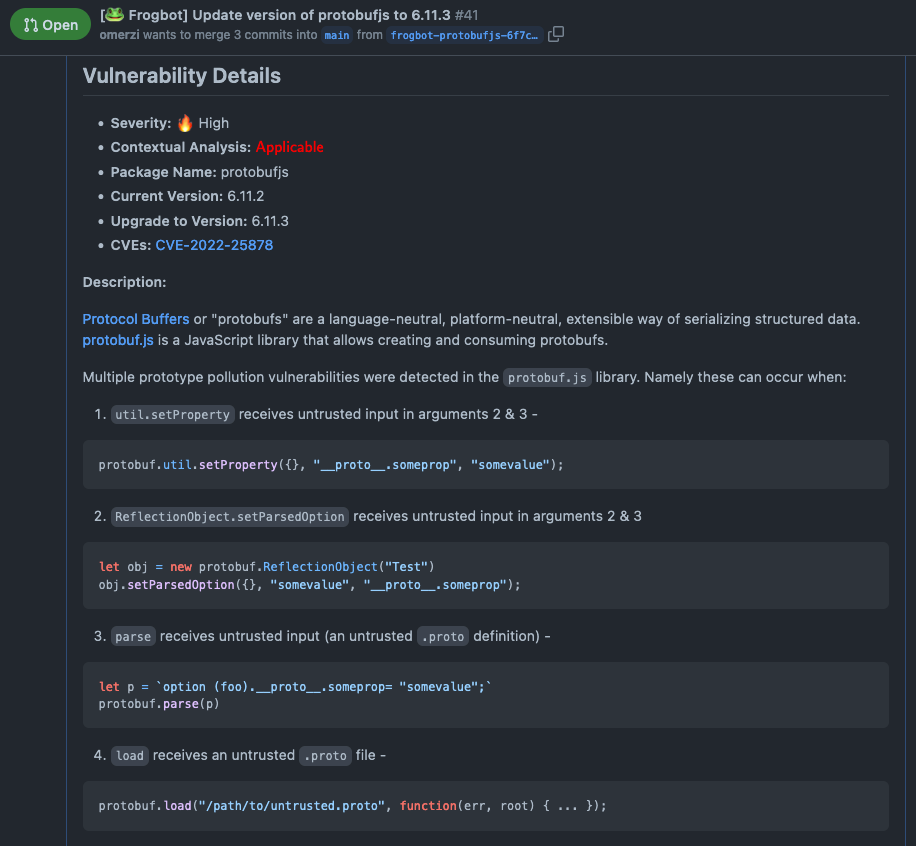 Open
[🐸 Frogbot] Update version of protobufjs to 6.11.3 #41
omerzi wants to merge 3 commits into main from frogbot-protobufjs-6f7c…
Vulnerability Details
• Severity: 🔥 High
• Contextual Analysis: Applicable
• Package Name: protobufjs
• Current Version: 6.11.2
• Upgrade to Version: 6.11.3
• CVEs: CVE-2022-25878
Description:
Protocol Buffers or "protobufs" are a language-neutral, platform-neutral, extensible way of serializing structured data.
protobuf.js is a JavaScript library that allows creating and consuming protobufs.
Multiple prototype pollution vulnerabilities were detected in the protobuf.js library. Namely these can occur when:
1. util.setProperty receives untrusted input in arguments 2 & 3 -
protobuf.util.setProperty({}, "__proto__.someprop", "somevalue");
2. ReflectionObject.setParsedOption receives untrusted input in arguments 2 & 3
let obj = new protobuf.ReflectionObject("Test")
obj.setParsedOption({}, "somevalue", "__proto__.someprop");
3. parse receives untrusted input (an untrusted .proto definition) -
let p = `option (foo).__proto__.someprop= "somevalue";`
protobuf.parse(p)
4. load receives an untrusted .proto file -
protobuf.load("/path/to/untrusted.proto", function(err, root) { ... });